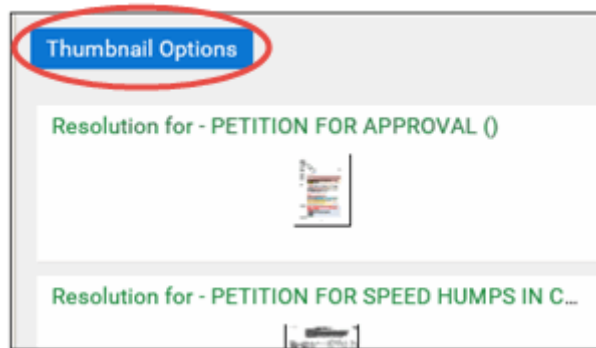 Thumbnail Options
Resolution for - PETITION FOR APPROVAL ()
Resolution for - PETITION FOR SPEED HUMPS IN C...